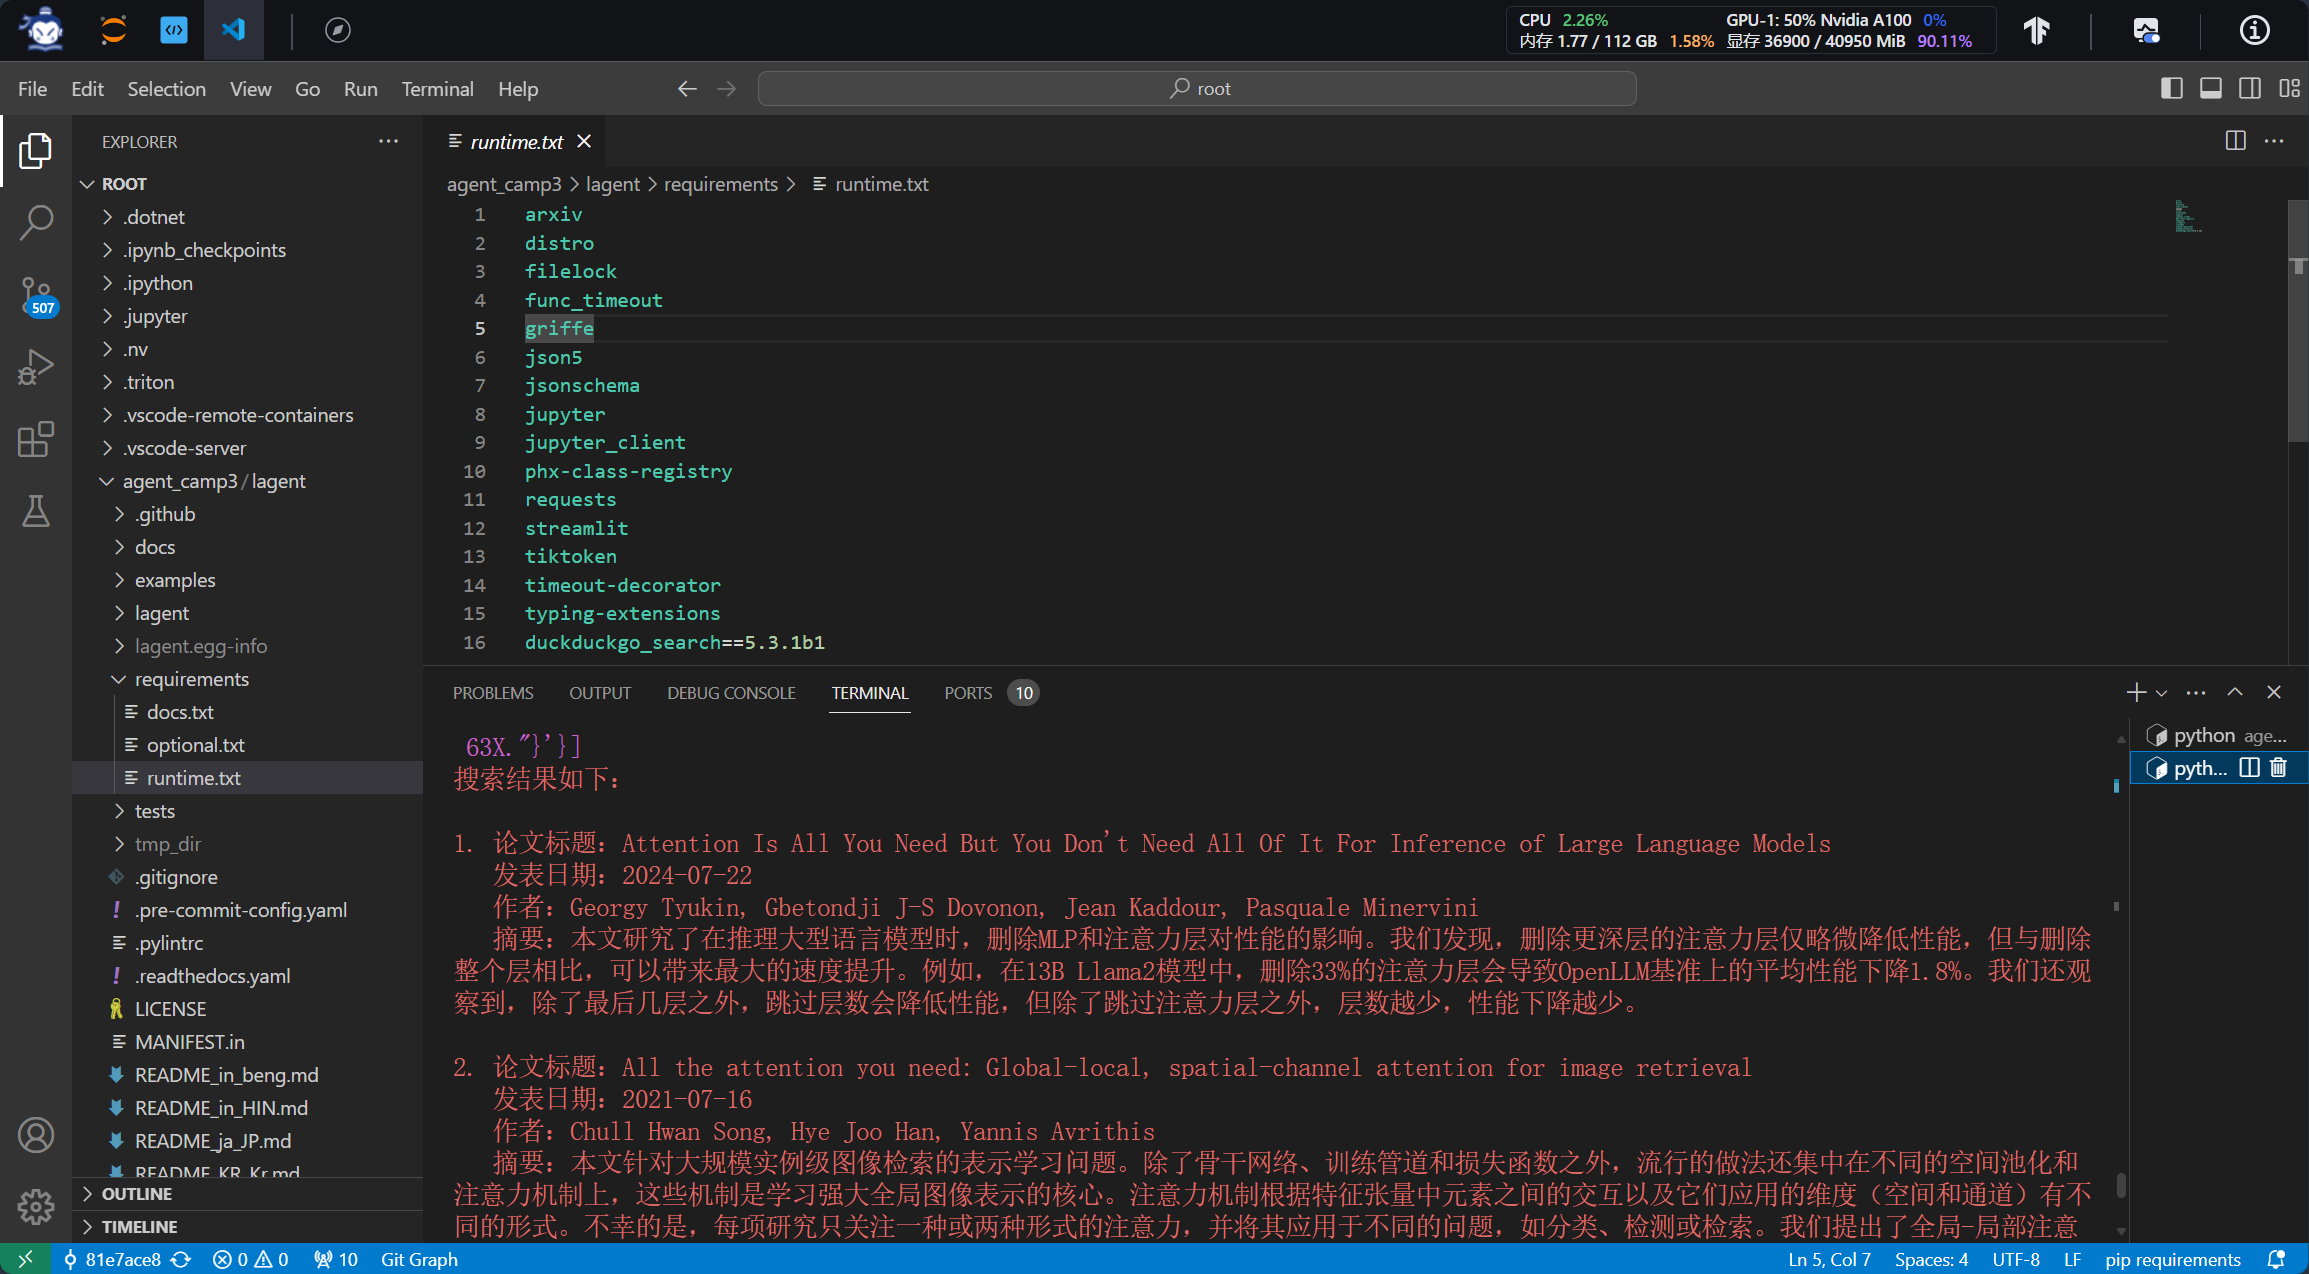 CPU 2.26% GPU-1: 50% Nvidia A100 0%
内存 1.77 / 112 GB 1.58% 显存 36900 / 40950 MiB 90.11%
File Edit Selection View Go Run Terminal Help
root
EXPLORER
ROOT
.dotnet
.ipynb_checkpoints
.ipython
.jupyter
.nv
.triton
.vscode-remote-containers
.vscode-server
agent_camp3/lagent
.github
docs
examples
lagent
lagent.egg-info
requirements
docs.txt
optional.txt
runtime.txt
tests
tmp_dir
.gitignore
.pre-commit-config.yaml
.pylintrc
.readthedocs.yaml
LICENSE
MANIFEST.in
README_in_beng.md
README_in_HIN.md
README_ja_JP.md
README_KR_Kr.md
OUTLINE
TIMELINE
507
runtime.txt
agent_camp3 > lagent > requirements > runtime.txt
1 arxiv
2 distro
3 filelock
4 func_timeout
5 griffe
6 json5
7 jsonschema
8 jupyter
9 jupyter_client
10 phx-class-registry
11 requests
12 streamlit
13 tiktoken
14 timeout-decorator
15 typing-extensions
16 duckduckgo_search==5.3.1b1
PROBLEMS OUTPUT DEBUG CONSOLE TERMINAL PORTS 10
python age...
pyth...
63X."}'}]
搜索结果如下:
1. 论文标题: Attention Is All You Need But You Don't Need All Of It For Inference of Large Language Models
发表日期: 2024-07-22
作者: Georgy Tyukin, Gbetondji J-S Dovonon, Jean Kaddour, Pasquale Minervini
摘要: 本文研究了在推理大型语言模型时，删除MLP和注意力层对性能的影响。我们发现，删除更深层的注意力层仅略微降低性能，但与删除
整个层相比，可以带来最大的速度提升。例如，在13B Llama2模型中，删除33%的注意力层会导致OpenLLM基准上的平均性能下降1.8%。我们还观
察到，除了最后几层之外，跳过层数会降低性能，但除了跳过注意力层之外，层数越少，性能下降越少。
2. 论文标题: All the attention you need: Global-local, spatial-channel attention for image retrieval
发表日期: 2021-07-16
作者: Chull Hwan Song, Hye Joo Han, Yannis Avrithis
摘要: 本文针对大规模实例级图像检索的表示学习问题。除了骨干网络、训练管道和损失函数之外，流行的做法还集中在不同的空间池化和
注意力机制上，这些机制是学习强大全局图像表示的核心。注意力机制根据特征张量中元素之间的交互以及它们应用的维度（空间和通道）有不
同的形式。不幸的是，每项研究只关注一种或两种形式的注意力，并将其应用于不同的问题，如分类、检测或检索。我们提出了全局-局部注意
81e7ace8 0 0 10 Git Graph Ln 5, Col 7 Spaces: 4 UTF-8 LF pip requirements